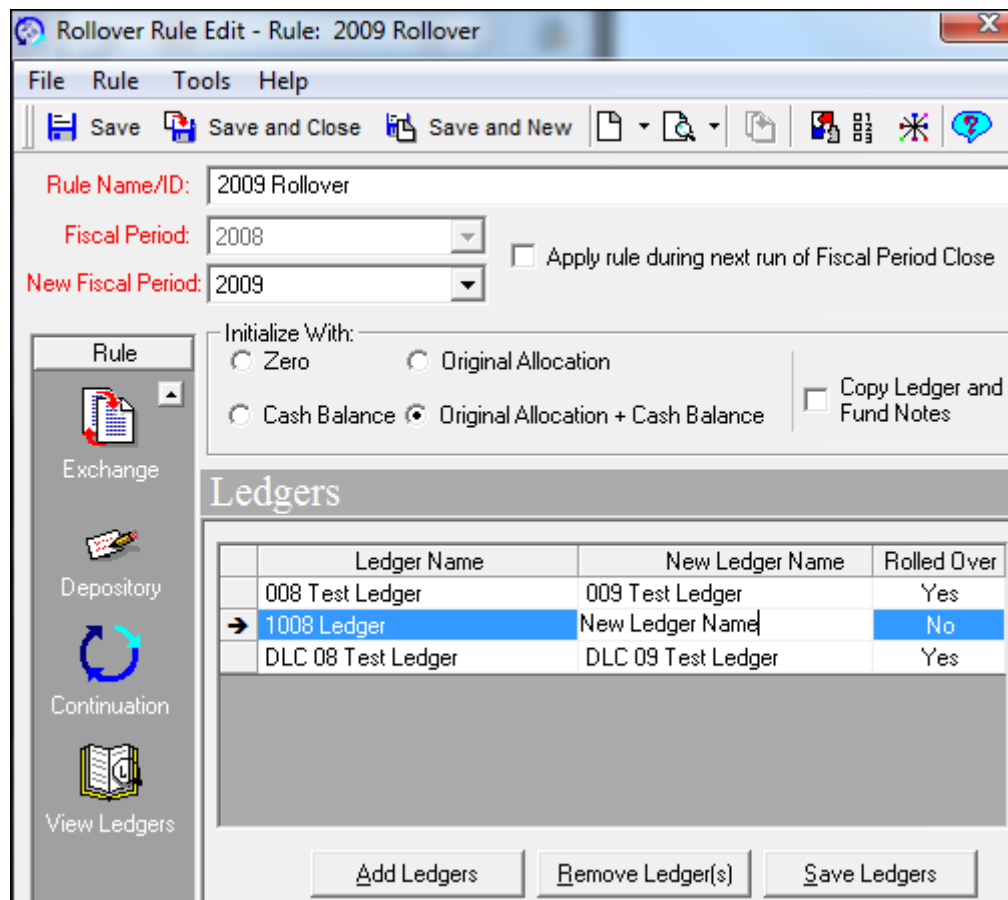 Rollover Rule Edit - Rule: 2009 Rollover
File Rule Tools Help
Save Save and Close Save and New
Rule Name/ID: 2009 Rollover
Fiscal Period: 2008
Apply rule during next run of Fiscal Period Close
New Fiscal Period: 2009
Rule
Initialize With:
Zero Original Allocation
Cash Balance Original Allocation + Cash Balance
Copy Ledger and
Fund Notes
Exchange
Depository
Continuation
View Ledgers
Ledgers
Ledger Name New Ledger Name Rolled Over
008 Test Ledger 009 Test Ledger Yes
1008 Ledger New Ledger Name No
DLC 08 Test Ledger DLC 09 Test Ledger Yes
Add Ledgers Remove Ledger(s) Save Ledgers